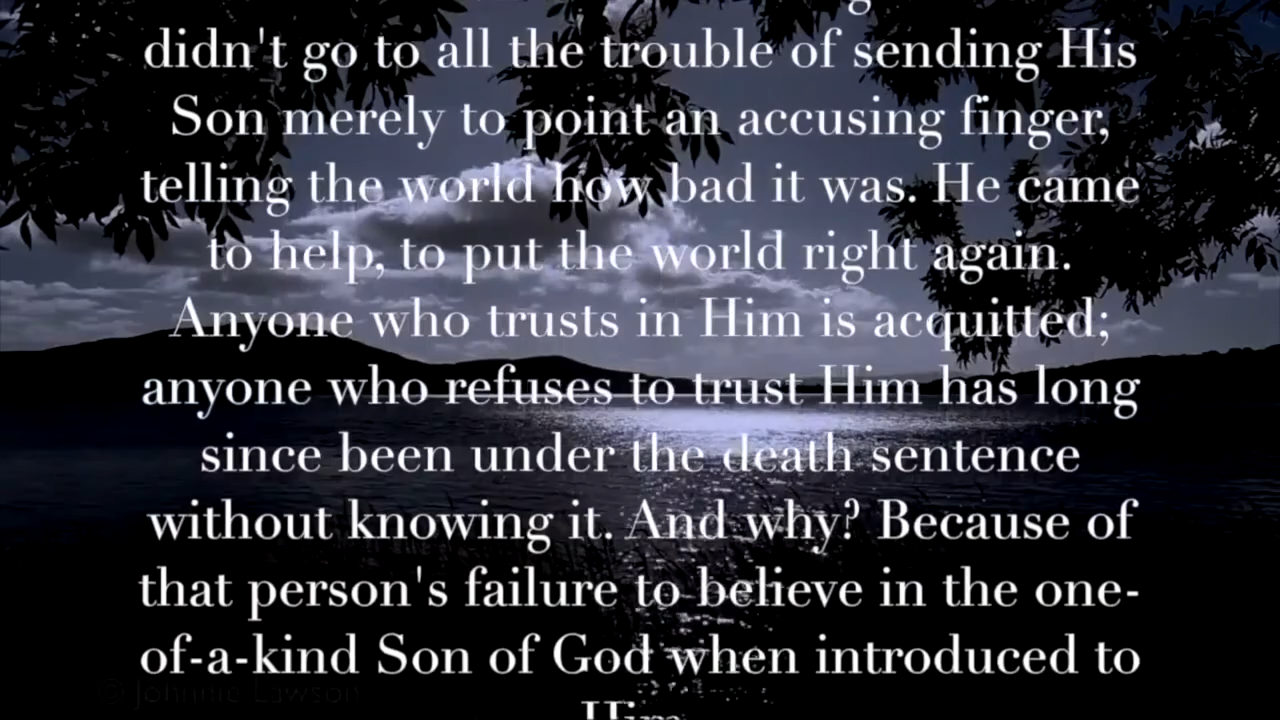 didn't go to all the trouble of sending His
Son merely to point an accusing finger,
telling the world how bad it was. He came
to help, to put the world right again.
Anyone who trusts in Him is acquitted;
anyone who refuses to trust Him has long
since been under the death sentence
without knowing it. And why? Because of
that person's failure to believe in the one-
of-a-kind Son of God when introduced to
Him.
© Johnnie Lawson